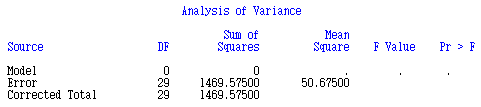 Analysis of Variance
Sum of Mean
Source DF Squares Square F Value Pr > F
Model 0 0 . . .
Error 29 1469.57500 50.67500
Corrected Total 29 1469.57500